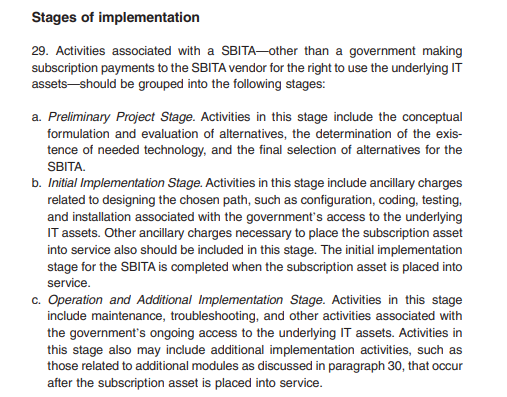 Stages of implementation
29. Activities associated with a SBITA—other than a government making
subscription payments to the SBITA vendor for the right to use the underlying IT
assets—should be grouped into the following stages:
a. Preliminary Project Stage. Activities in this stage include the conceptual
formulation and evaluation of alternatives, the determination of the exis-
tence of needed technology, and the final selection of alternatives for the
SBITA.
b. Initial Implementation Stage. Activities in this stage include ancillary charges
related to designing the chosen path, such as configuration, coding, testing,
and installation associated with the government's access to the underlying
IT assets. Other ancillary charges necessary to place the subscription asset
into service also should be included in this stage. The initial implementation
stage for the SBITA is completed when the subscription asset is placed into
service.
c. Operation and Additional Implementation Stage. Activities in this stage
include maintenance, troubleshooting, and other activities associated with
the government's ongoing access to the underlying IT assets. Activities in
this stage also may include additional implementation activities, such as
those related to additional modules as discussed in paragraph 30, that occur
after the subscription asset is placed into service.